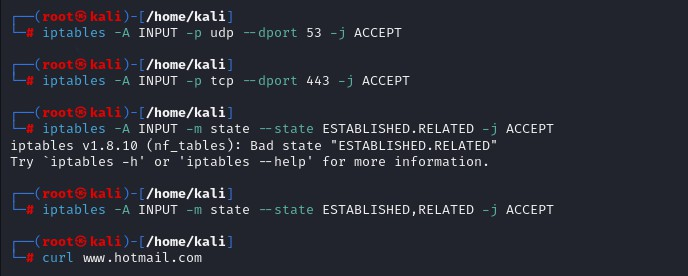 ┌──(root㉿kali)-[/home/kali]
└─# iptables -A INPUT -p udp --dport 53 -j ACCEPT
┌──(root㉿kali)-[/home/kali]
└─# iptables -A INPUT -p tcp --dport 443 -j ACCEPT
┌──(root㉿kali)-[/home/kali]
└─# iptables -A INPUT -m state --state ESTABLISHED.RELATED -j ACCEPT
iptables v1.8.10 (nf_tables): Bad state "ESTABLISHED.RELATED"
Try `iptables -h' or 'iptables --help' for more information.
┌──(root㉿kali)-[/home/kali]
└─# iptables -A INPUT -m state --state ESTABLISHED,RELATED -j ACCEPT
┌──(root㉿kali)-[/home/kali]
└─# curl www.hotmail.com